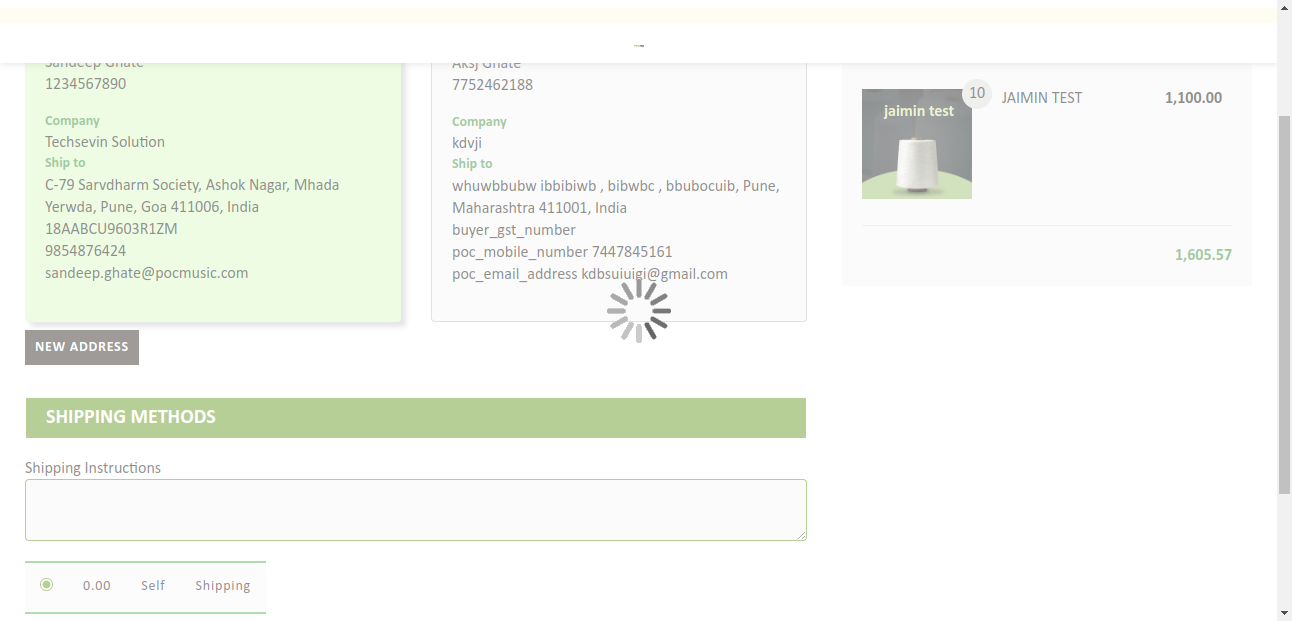 Sandeep Ghate
1234567890
Company
Techsevin Solution
Ship to
C-79 Sarvdharm Society, Ashok Nagar, Mhada
Yerwda, Pune, Goa 411006, India
18AABCU9603R1ZM
9854876424
sandeep.ghate@pocmusic.com
Aksj Ghate
7752462188
Company
kdvji
Ship to
whuwbbubw ibbibiwb , bibwbc , bbubocuib, Pune,
Maharashtra 411001, India
buyer_gst_number
poc_mobile_number 7447845161
poc_email_address kdbsuiuigi@gmail.com
NEW ADDRESS
SHIPPING METHODS
Shipping Instructions
0.00 Self Shipping
jaimin test
10 JAIMIN TEST 1,100.00
1,605.57